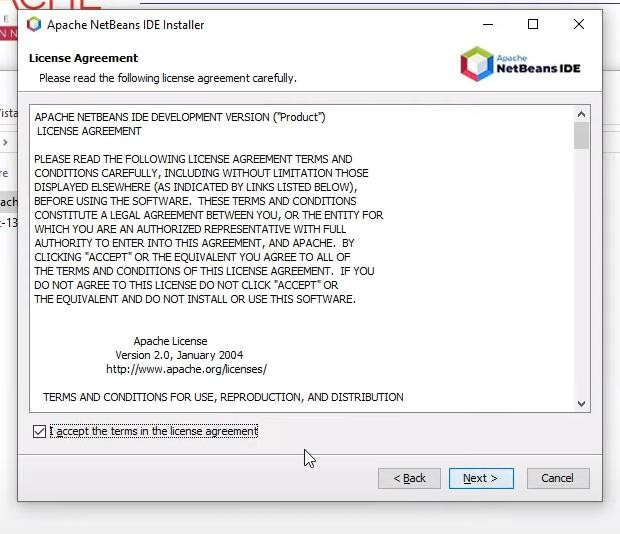 ACHE
Apache NetBeans IDE Installer
License Agreement
Please read the following license agreement carefully.
Apache
NetBeans IDE
APACHE NETBEANS IDE DEVELOPMENT VERSION ("Product")
LICENSE AGREEMENT
PLEASE READ THE FOLLOWING LICENSE AGREEMENT TERMS AND
CONDITIONS CAREFULLY, INCLUDING WITHOUT LIMITATION THOSE
DISPLAYED ELSEWHERE (AS INDICATED BY LINKS LISTED BELOW),
BEFORE USING THE SOFTWARE.  THESE TERMS AND CONDITIONS
CONSTITUTE A LEGAL AGREEMENT BETWEEN YOU, OR THE ENTITY FOR
WHICH YOU ARE AN AUTHORIZED REPRESENTATIVE WITH FULL
AUTHORITY TO ENTER INTO THIS AGREEMENT, AND APACHE.  BY
CLICKING "ACCEPT" OR THE EQUIVALENT YOU AGREE TO ALL OF
THE TERMS AND CONDITIONS OF THIS LICENSE AGREEMENT.  IF YOU
DO NOT AGREE TO THIS LICENSE DO NOT CLICK "ACCEPT" OR
THE EQUIVALENT AND DO NOT INSTALL OR USE THIS SOFTWARE.
Apache License
Version 2.0, January 2004
http://www.apache.org/licenses/
TERMS AND CONDITIONS FOR USE, REPRODUCTION, AND DISTRIBUTION
I accept the terms in the license agreement
< Back
Next >
Cancel